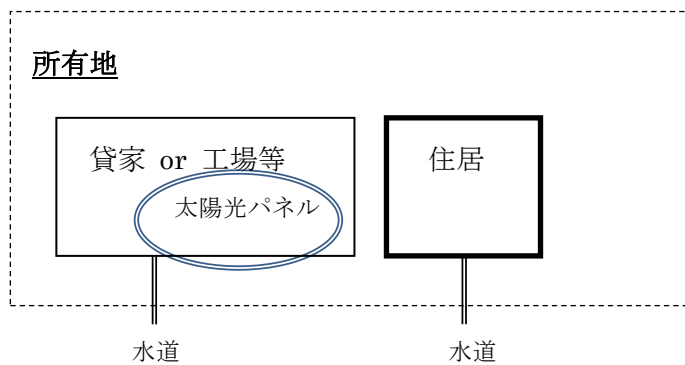 所有地
貸家 or 工場等
住居
太陽光パネル
水道
水道